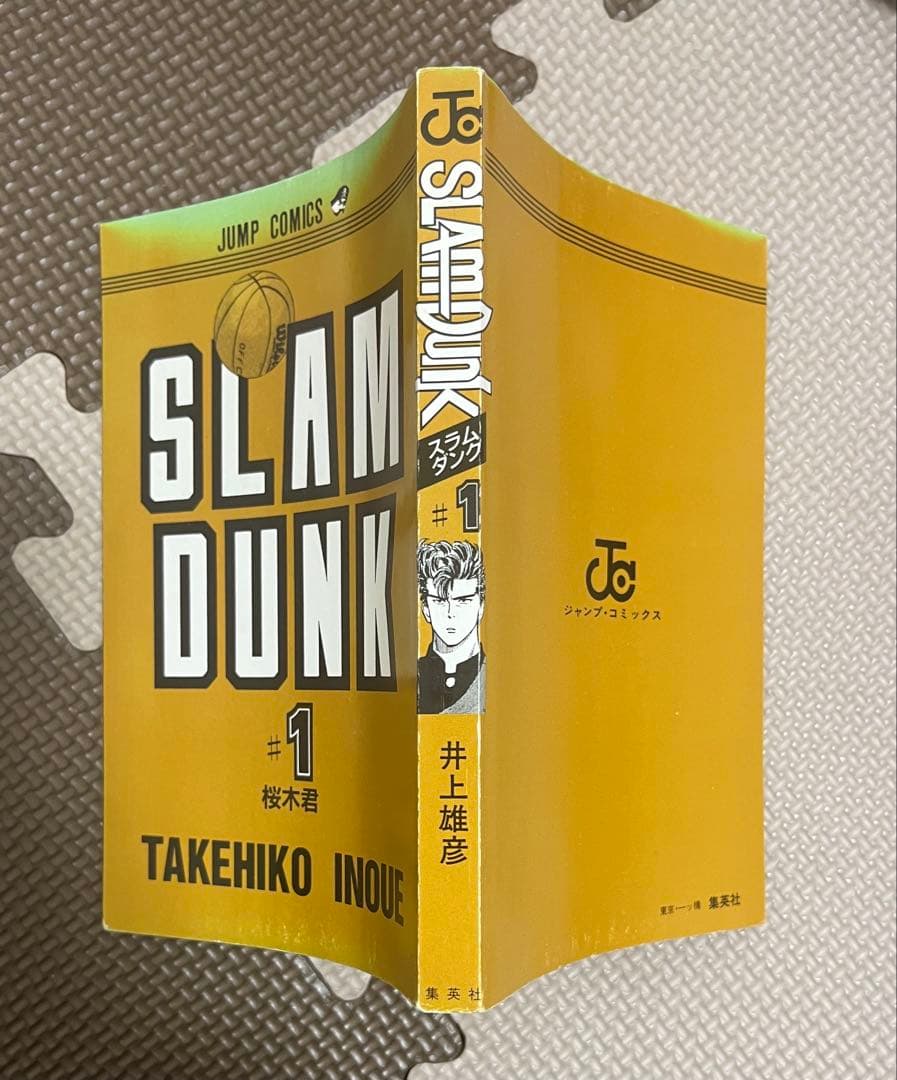 JUMP COMICS
SLAM
DUNK
#1
桜木君
TAKEHIKO INOUE
JC
SLAM DUNK
スラム
ダンク
#1
井上雄彦
集英社
JC
ジャンプ・コミックス
東京・一ツ橋 集英社